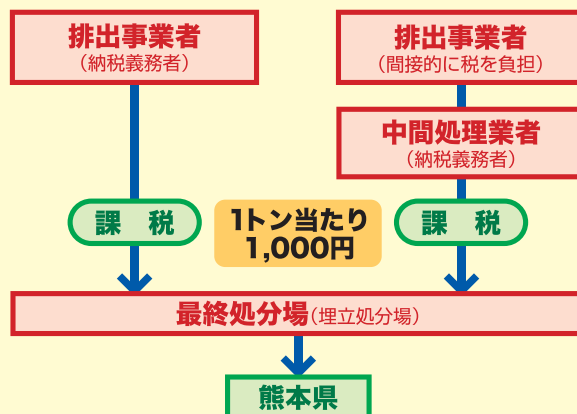 排出事業者
(納税義務者)
排出事業者
(間接的に税を負担)
中間処理業者
(納税義務者)
課 税
1トン当たり
1,000円
課 税
最終処分場(埋立処分場)
熊本県